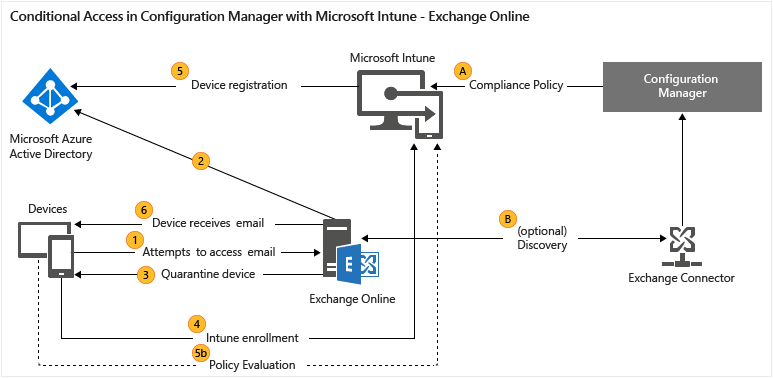 Conditional Access in Configuration Manager with Microsoft Intune - Exchange Online
Microsoft Intune
5
Device registration
A
Compliance Policy
Configuration
Manager
Microsoft Azure
Active Directory
2
Devices
6
Device receives email
1
Attempts to access email
3
Quarantine device
E
Exchange Online
B
(optional)
Discovery
Exchange Connector
4
Intune enrollment
5b
Policy Evaluation